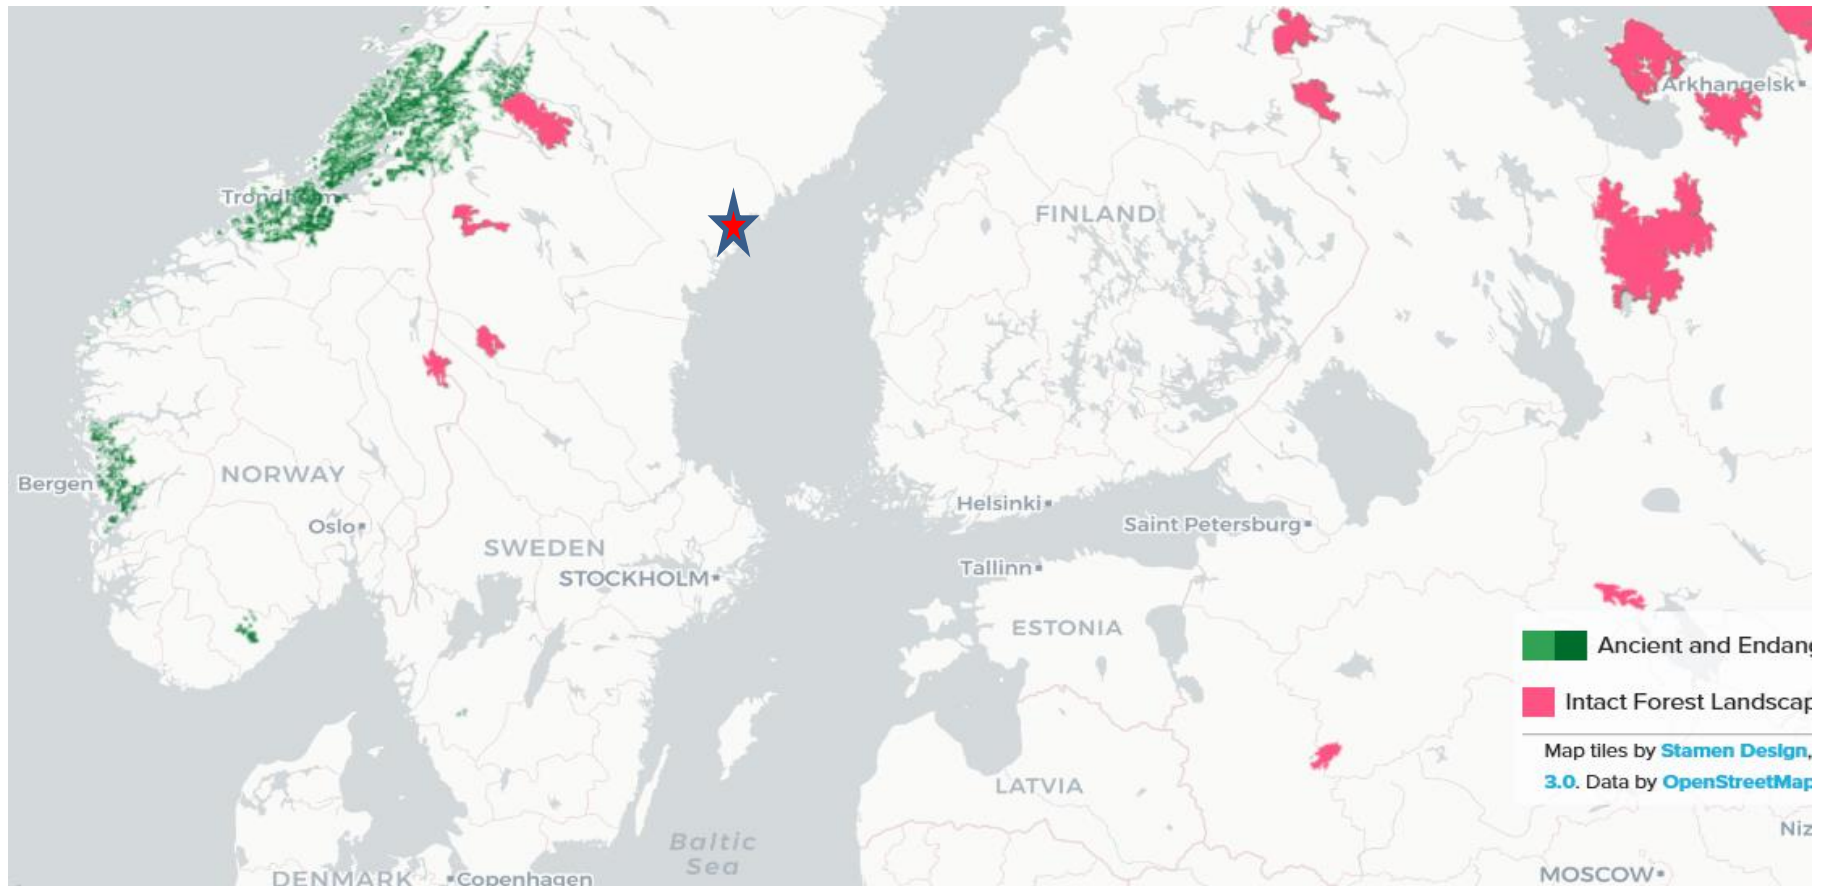 Arkhangelsk
Trondheim
FINLAND
NORWAY
Bergen
Oslo
Helsinki
Saint Petersburg
SWEDEN
STOCKHOLM
Tallinn
ESTONIA
Ancient and Endang
Intact Forest Landscap
Map tiles by Stamen Design,
3.0. Data by OpenStreetMap
LATVIA
Baltic
Sea
Niz
DENMARK
Copenhagen
MOSCOW